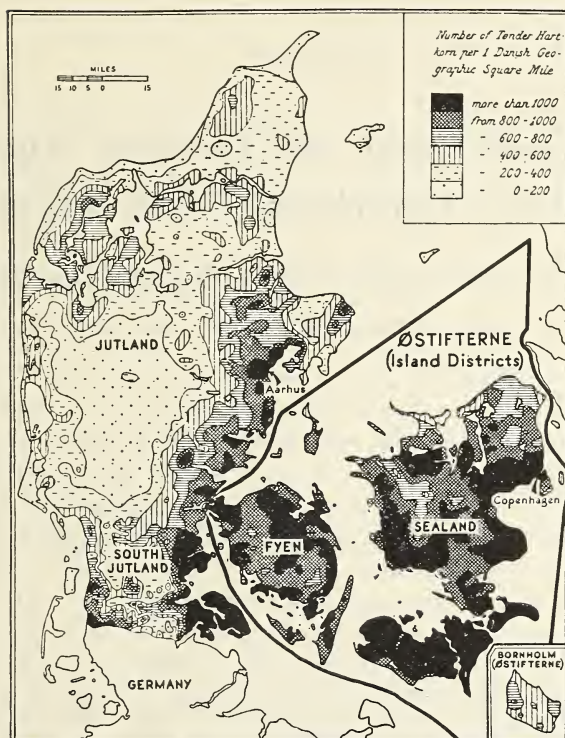 MILES
15 10 5 0 15
Number of Tønder Hart-
korn per 1 Danish Geo-
graphic Square Mile
more than 1000
from 800-1000
" 600-800
" 400-600
" 200-400
" 0-200
ØSTIFTERNE
(Island Districts)
JUTLAND
Aarhus
Copenhagen
SEALAND
FYEN
SOUTH
JUTLAND
GERMANY
BORNHOLM
(ØSTIFTERNE)